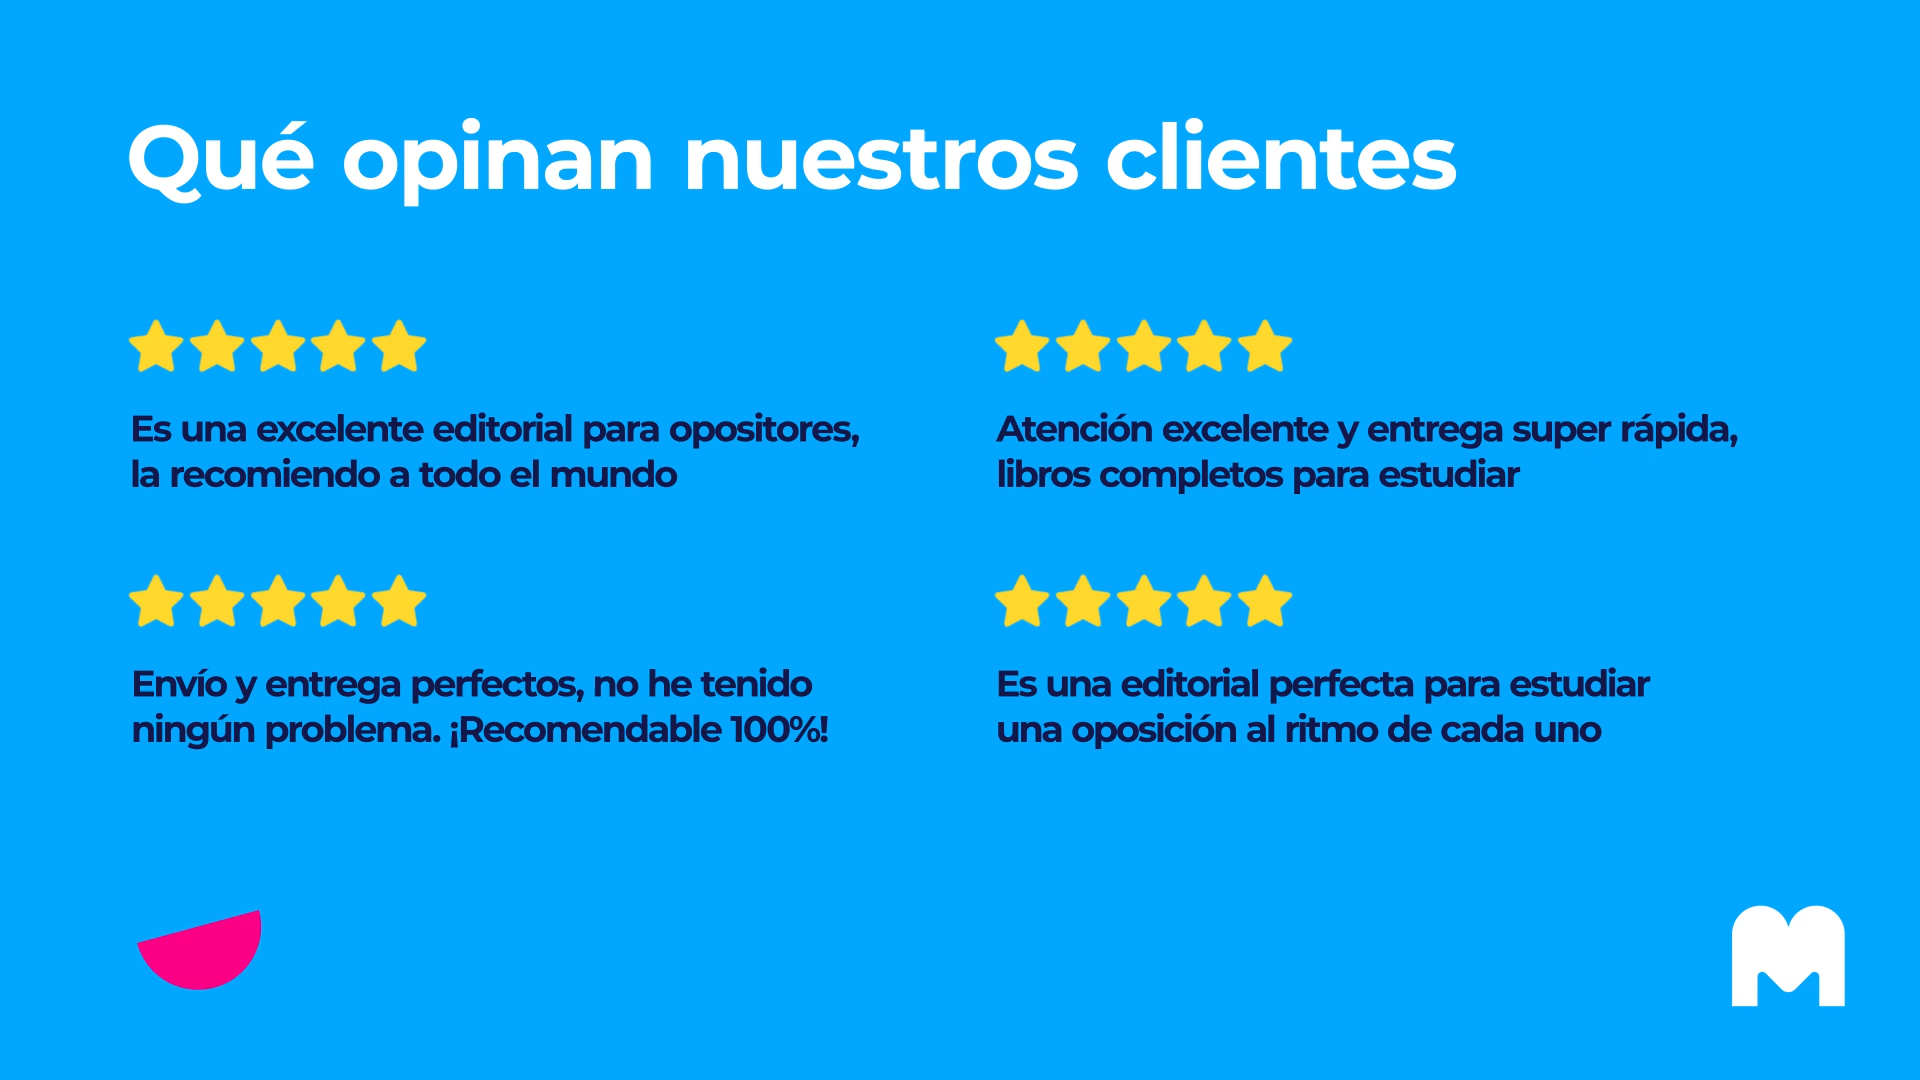 Qué opinan nuestros clientes
Es una excelente editorial para opositores,
la recomiendo a todo el mundo
Atención excelente y entrega super rápida,
libros completos para estudiar
Envío y entrega perfectos, no he tenido
ningún problema. ¡Recomendable 100%!
Es una editorial perfecta para estudiar
una oposición al ritmo de cada uno
M